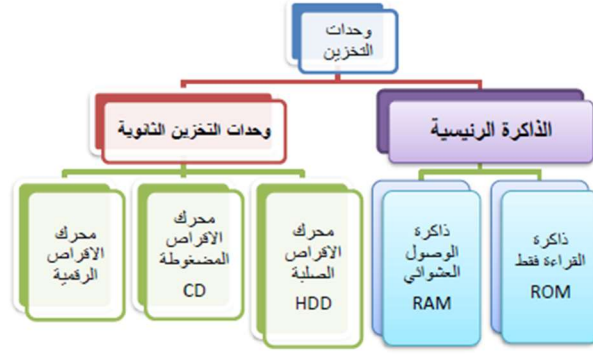 وحدات
التخزين
الذاكرة الرئيسية
وحدات التخزين الثانوية
ذاكرة
القراءة فقط
ROM
ذاكرة
الوصول
العشوائي
RAM
محرك
الاقراص
الصلبة
HDD
محرك
الاقراص
المضغوطة
CD
محرك
الاقراص
الرقمية